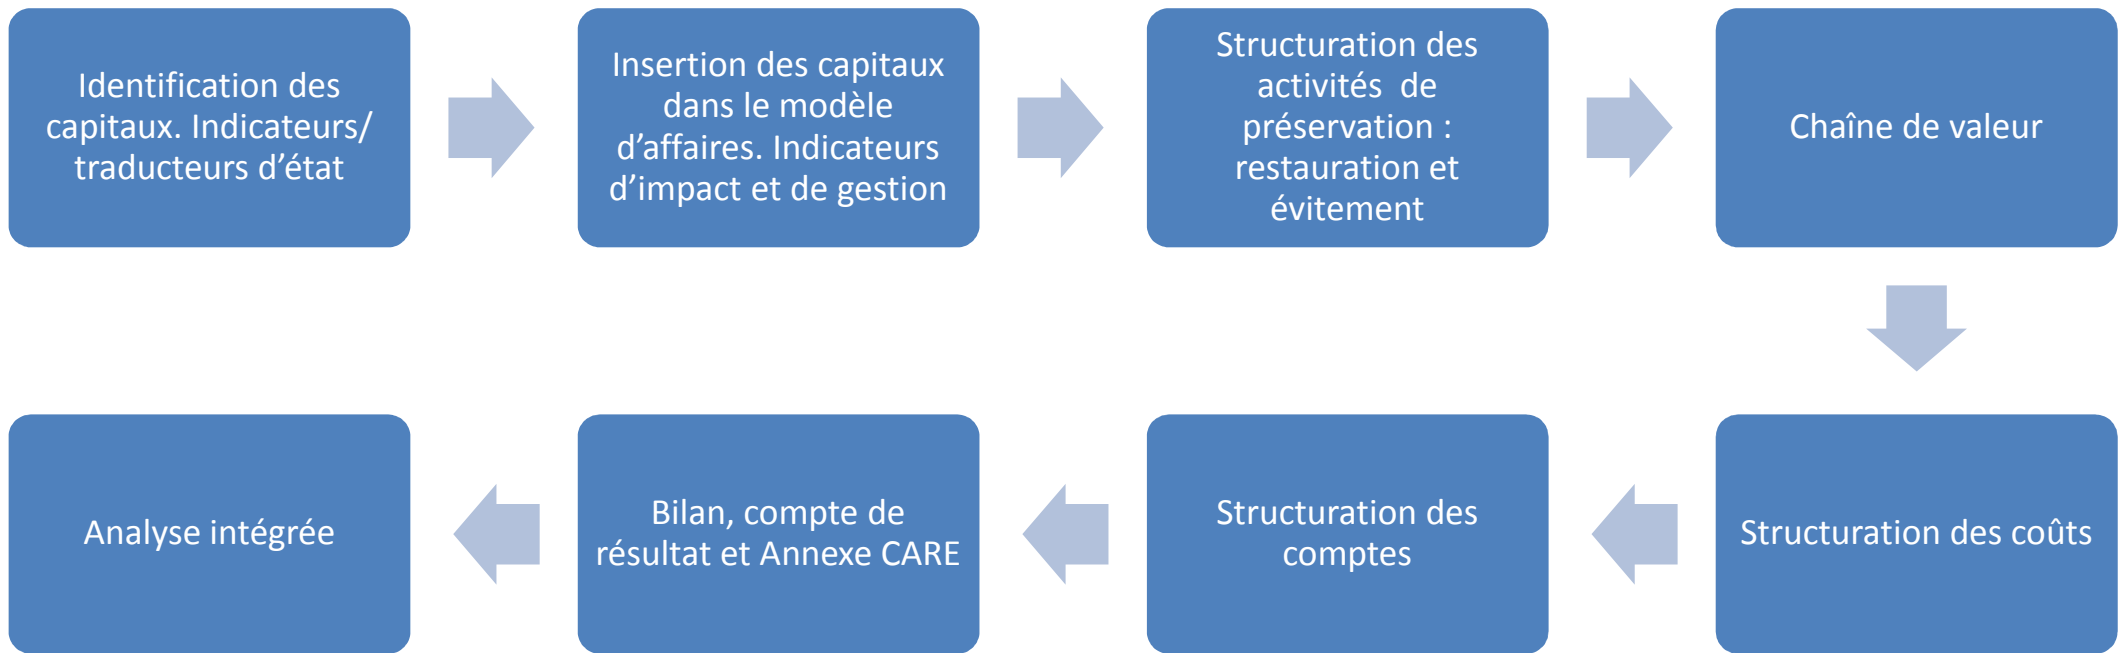 Identification des
capitaux. Indicateurs/
traducteurs d’état
Insertion des capitaux
dans le modèle
d’affaires. Indicateurs
d’impact et de gestion
Structuration des
activités  de
préservation :
restauration et
évitement
Chaîne de valeur
Structuration des coûts
Structuration des
comptes
Bilan, compte de
résultat et Annexe CARE
Analyse intégrée